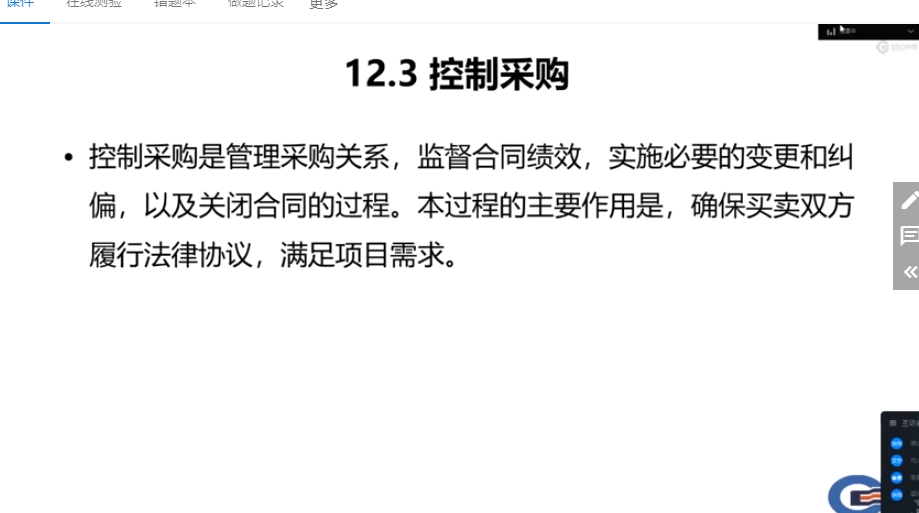 课件 在线测验 错题本 做题记录 更多
12.3 控制采购
• 控制采购是管理采购关系，监督合同绩效，实施必要的变更和纠
偏，以及关闭合同的过程。本过程的主要作用是，确保买卖双方
履行法律协议，满足项目需求。